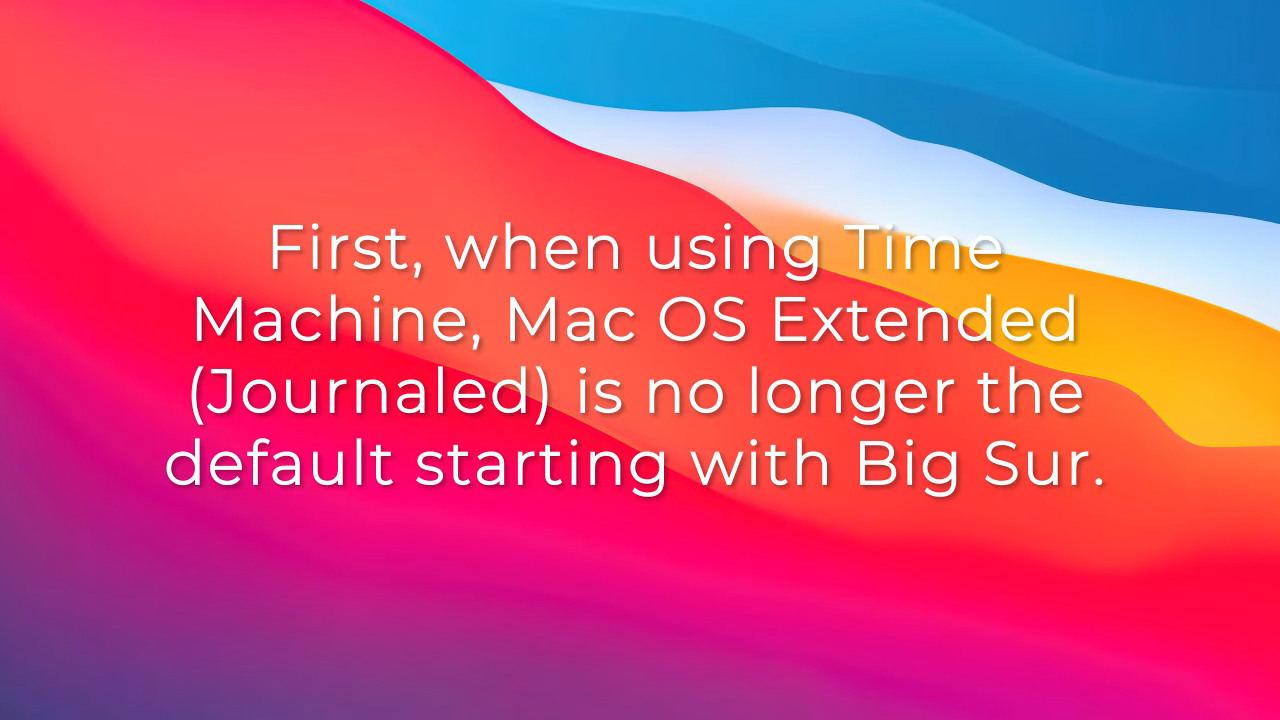 First, when using Time
Machine, Mac OS Extended
(Journaled) is no longer the
default starting with Big Sur.